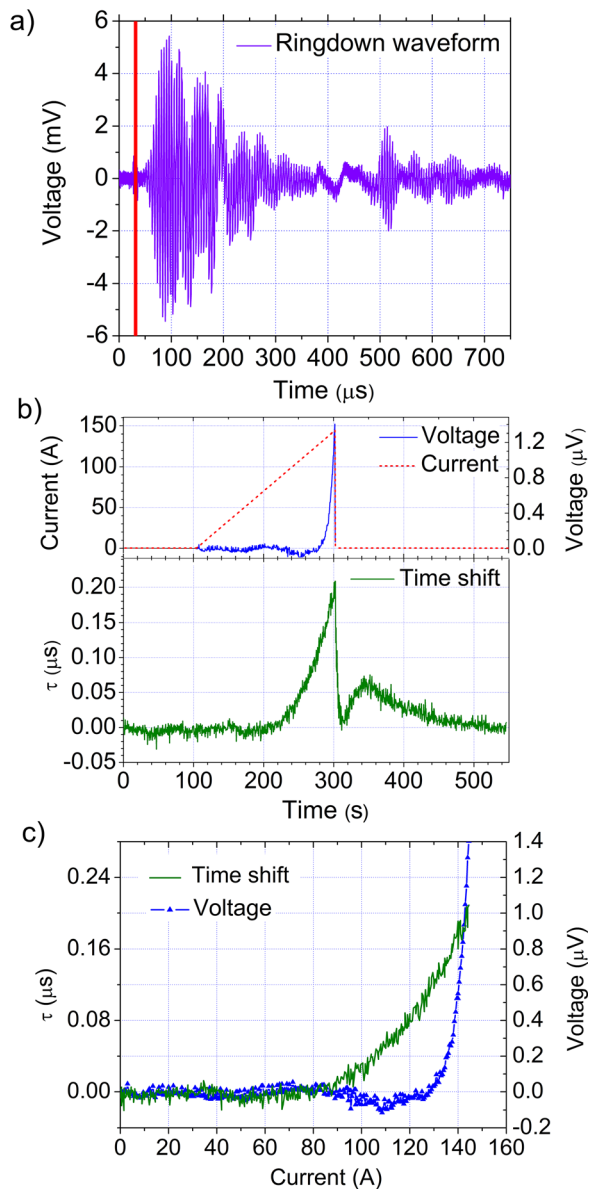 a)
Ringdown waveform
Voltage (mV)
6
4
2
0
-2
-4
-6
0 100 200 300 400 500 600 700
Time (μs)
b)
Voltage
Current
Current (A)
150
100
50
0
Voltage (μV)
1.2
0.8
0.4
0.0
Time shift
τ (μs)
0.20
0.15
0.10
0.05
0.00
-0.05
0 100 200 300 400 500
Time (s)
c)
Time shift
Voltage
τ (μs)
0.24
0.16
0.08
0.00
Voltage (μV)
1.4
1.2
1.0
0.8
0.6
0.4
0.2
0.0
-0.2
0 20 40 60 80 100 120 140 160
Current (A)